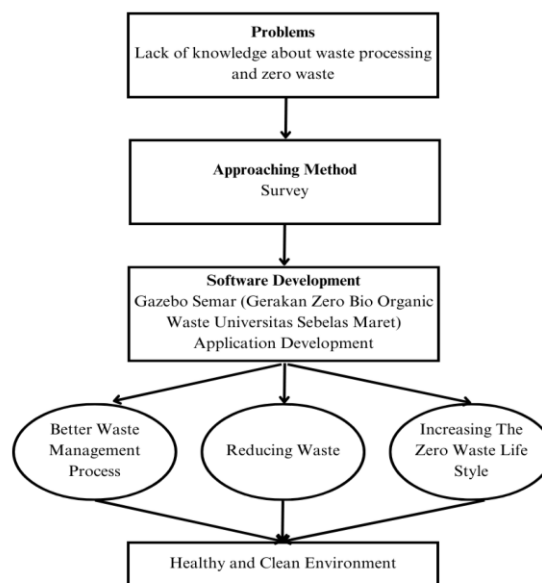 Problems
Lack of knowledge about waste processing
and zero waste
Approaching Method
Survey
Software Development
Gazebo Semar (Gerakan Zero Bio Organic
Waste Universitas Sebelas Maret)
Application Development
Better Waste
Management
Process
Reducing Waste
Increasing The
Zero Waste Life
Style
Healthy and Clean Environment